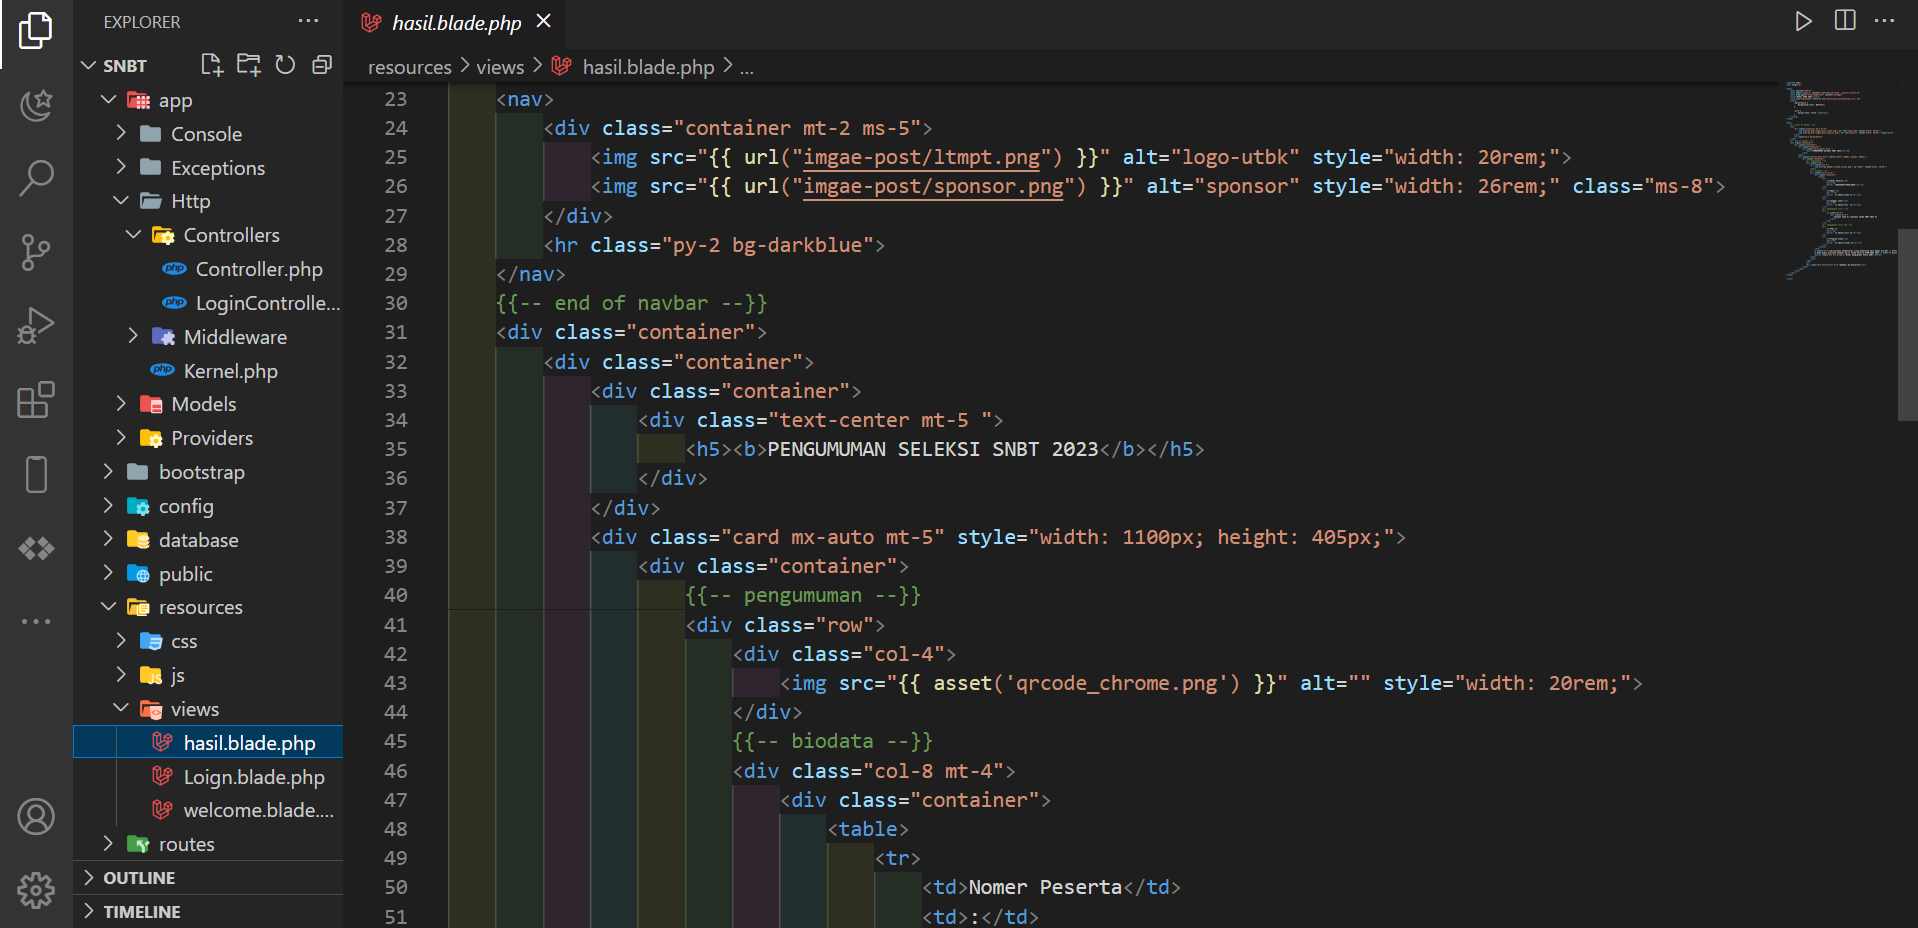 EXPLORER
SNBT
app
Console
Exceptions
Http
Controllers
php Controller.php
php LoginControlle...
Middleware
php Kernel.php
Models
Providers
bootstrap
config
database
public
resources
css
JS js
views
hasil.blade.php
Loign.blade.php
welcome.blade....
routes
OUTLINE
TIMELINE
hasil.blade.php
resources > views > hasil.blade.php > ...
23 <nav>
24 <div class="container mt-2 ms-5">
25 <img src="{{ url("imgae-post/ltmpt.png") }}" alt="logo-utbk" style="width: 20rem;">
26 <img src="{{ url("imgae-post/sponsor.png") }}" alt="sponsor" style="width: 26rem;" class="ms-8">
27 </div>
28 <hr class="py-2 bg-darkblue">
29 </nav>
30 {{-- end of navbar --}}
31 <div class="container">
32 <div class="container">
33 <div class="container">
34 <div class="text-center mt-5 ">
35 <h5><b>PENGUMUMAN SELEKSI SNBT 2023</b></h5>
36 </div>
37 </div>
38 <div class="card mx-auto mt-5" style="width: 1100px; height: 405px;">
39 <div class="container">
40 {{-- pengumuman --}}
41 <div class="row">
42 <div class="col-4">
43 <img src="{{ asset('qrcode_chrome.png') }}" alt="" style="width: 20rem;">
44 </div>
45 {{-- biodata --}}
46 <div class="col-8 mt-4">
47 <div class="container">
48 <table>
49 <tr>
50 <td>Nomer Peserta</td>
51 <td>:</td>